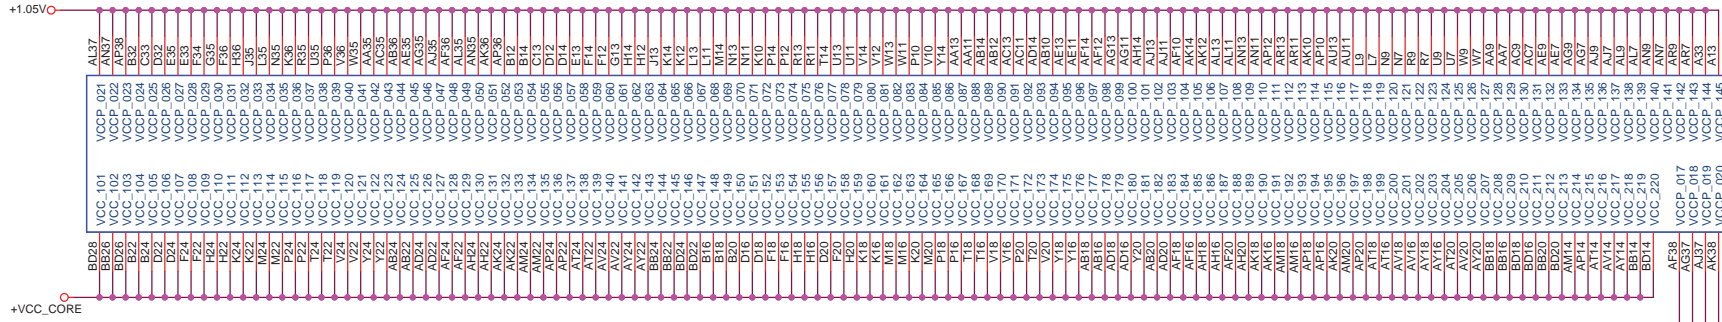 +1.05V
AL37 AN37 AP38 B32 C33 D32 E35 E33 F34 G35 F36 H36 J35 L35 N35 K36 R35 U35 P36 V36 W35 AA35 AC35 AB36 AE35 AG35 AJ35 AF36 AL35 AN35 AK36 AP36 B12 B14 C13 D12 D14 E13 F14 F12 G13 H14 H12 J13 K14 K12 L13 L11 M14 N13 N11 K10 P14 P12 R13 R11 T14 U13 U11 V14 V12 W13 W11 P10 V10 Y14 AA13 AA11 AB14 AB12 AC13 AC11 AD14 AB10 AE13 AE11 AF14 AF12 AG13 AG11 AH14 AJ13 AJ11 AF10 AK14 AK12 AL13 AL11 AN13 AN11 AP12 AR13 AR11 AK10 AP10 AU13 AU11 L9 L7 N9 N7 R9 R7 U9 U7 W9 W7 AA9 AA7 AC9 AC7 AE9 AE7 AG9 AG7 AJ9 AJ7 AL9 AL7 AN9 AN7 AR9 AR7 A33 A13
VCCP_021 VCCP_022 VCCP_023 VCCP_024 VCCP_025 VCCP_026 VCCP_027 VCCP_028 VCCP_029 VCCP_030 VCCP_031 VCCP_032 VCCP_033 VCCP_034 VCCP_035 VCCP_036 VCCP_037 VCCP_038 VCCP_039 VCCP_040 VCCP_041 VCCP_042 VCCP_043 VCCP_044 VCCP_045 VCCP_046 VCCP_047 VCCP_048 VCCP_049 VCCP_050 VCCP_051 VCCP_052 VCCP_053 VCCP_054 VCCP_055 VCCP_056 VCCP_057 VCCP_058 VCCP_059 VCCP_060 VCCP_061 VCCP_062 VCCP_063 VCCP_064 VCCP_065 VCCP_066 VCCP_067 VCCP_068 VCCP_069 VCCP_070 VCCP_071 VCCP_072 VCCP_073 VCCP_074 VCCP_075 VCCP_076 VCCP_077 VCCP_078 VCCP_079 VCCP_080 VCCP_081 VCCP_082 VCCP_083 VCCP_084 VCCP_085 VCCP_086 VCCP_087 VCCP_088 VCCP_089 VCCP_090 VCCP_091 VCCP_092 VCCP_093 VCCP_094 VCCP_095 VCCP_096 VCCP_097 VCCP_098 VCCP_099 VCCP_100 VCCP_101 VCCP_102 VCCP_103 VCCP_104 VCCP_105 VCCP_106 VCCP_107 VCCP_108 VCCP_109 VCCP_110 VCCP_111 VCCP_112 VCCP_113 VCCP_114 VCCP_115 VCCP_116 VCCP_117 VCCP_118 VCCP_119 VCCP_120 VCCP_121 VCCP_122 VCCP_123 VCCP_124 VCCP_125 VCCP_126 VCCP_127 VCCP_128 VCCP_129 VCCP_130 VCCP_131 VCCP_132 VCCP_133 VCCP_134 VCCP_135 VCCP_136 VCCP_137 VCCP_138 VCCP_139 VCCP_140 VCCP_141 VCCP_142 VCCP_143 VCCP_144 VCCP_145
VCC_101 VCC_102 VCC_103 VCC_104 VCC_105 VCC_106 VCC_107 VCC_108 VCC_109 VCC_110 VCC_111 VCC_112 VCC_113 VCC_114 VCC_115 VCC_116 VCC_117 VCC_118 VCC_119 VCC_120 VCC_121 VCC_122 VCC_123 VCC_124 VCC_125 VCC_126 VCC_127 VCC_128 VCC_129 VCC_130 VCC_131 VCC_132 VCC_133 VCC_134 VCC_135 VCC_136 VCC_137 VCC_138 VCC_139 VCC_140 VCC_141 VCC_142 VCC_143 VCC_144 VCC_145 VCC_146 VCC_147 VCC_148 VCC_149 VCC_150 VCC_151 VCC_152 VCC_153 VCC_154 VCC_155 VCC_156 VCC_157 VCC_158 VCC_159 VCC_160 VCC_161 VCC_162 VCC_163 VCC_164 VCC_165 VCC_166 VCC_167 VCC_168 VCC_169 VCC_170 VCC_171 VCC_172 VCC_173 VCC_174 VCC_175 VCC_176 VCC_177 VCC_178 VCC_179 VCC_180 VCC_181 VCC_182 VCC_183 VCC_184 VCC_185 VCC_186 VCC_187 VCC_188 VCC_189 VCC_190 VCC_191 VCC_192 VCC_193 VCC_194 VCC_195 VCC_196 VCC_197 VCC_198 VCC_199 VCC_200 VCC_201 VCC_202 VCC_203 VCC_204 VCC_205 VCC_206 VCC_207 VCC_208 VCC_209 VCC_210 VCC_211 VCC_212 VCC_213 VCC_214 VCC_215 VCC_216 VCC_217 VCC_218 VCC_219 VCC_220 VCCP_017 VCCP_018 VCCP_019 VCCP_020
BD28 BB26 BD26 B22 B24 D22 D24 F24 F22 H24 H22 K24 K22 M24 M22 P24 P22 T24 T22 V24 V22 Y24 Y22 AB24 AB22 AD24 AD22 AF24 AF22 AH24 AH22 AK24 AK22 AM24 AM22 AP24 AP22 AT24 AT22 AV24 AV22 AY24 AY22 BB24 BB22 BD24 BD22 B16 B18 B20 D16 D18 F18 F16 H18 H16 D20 F20 H20 K18 K16 M18 M16 K20 M20 P18 P16 T18 T16 V18 V16 P20 T20 V20 Y18 Y16 AB18 AB16 AD18 AD16 Y20 AB20 AD20 AF18 AF16 AH18 AH16 AF20 AH20 AK18 AK16 AM18 AM16 AP18 AP16 AK20 AM20 AP20 AT18 AT16 AV18 AV16 AY18 AY16 AT20 AV20 AY20 BB18 BB16 BD18 BD16 BB20 BD20 AM14 AP14 AT14 AV14 AY14 BB14 BD14 AF38 AG37 AJ37 AK38
+VCC_CORE